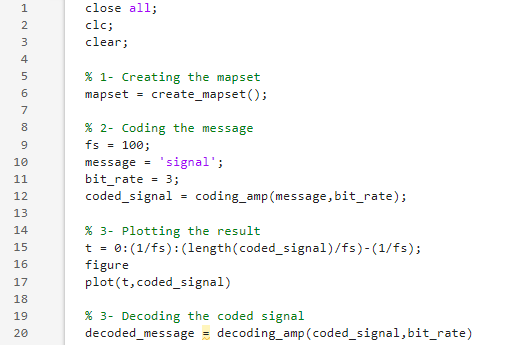 1 close all;
2 clc;
3 clear;
4
5 % 1- Creating the mapset
6 mapset = create_mapset();
7
8 % 2- Coding the message
9 fs = 100;
10 message = 'signal';
11 bit_rate = 3;
12 coded_signal = coding_amp(message,bit_rate);
13
14 % 3- Plotting the result
15 t = 0:(1/fs):(length(coded_signal)/fs)-(1/fs);
16 figure
17 plot(t,coded_signal)
18
19 % 3- Decoding the coded signal
20 decoded_message = decoding_amp(coded_signal,bit_rate)